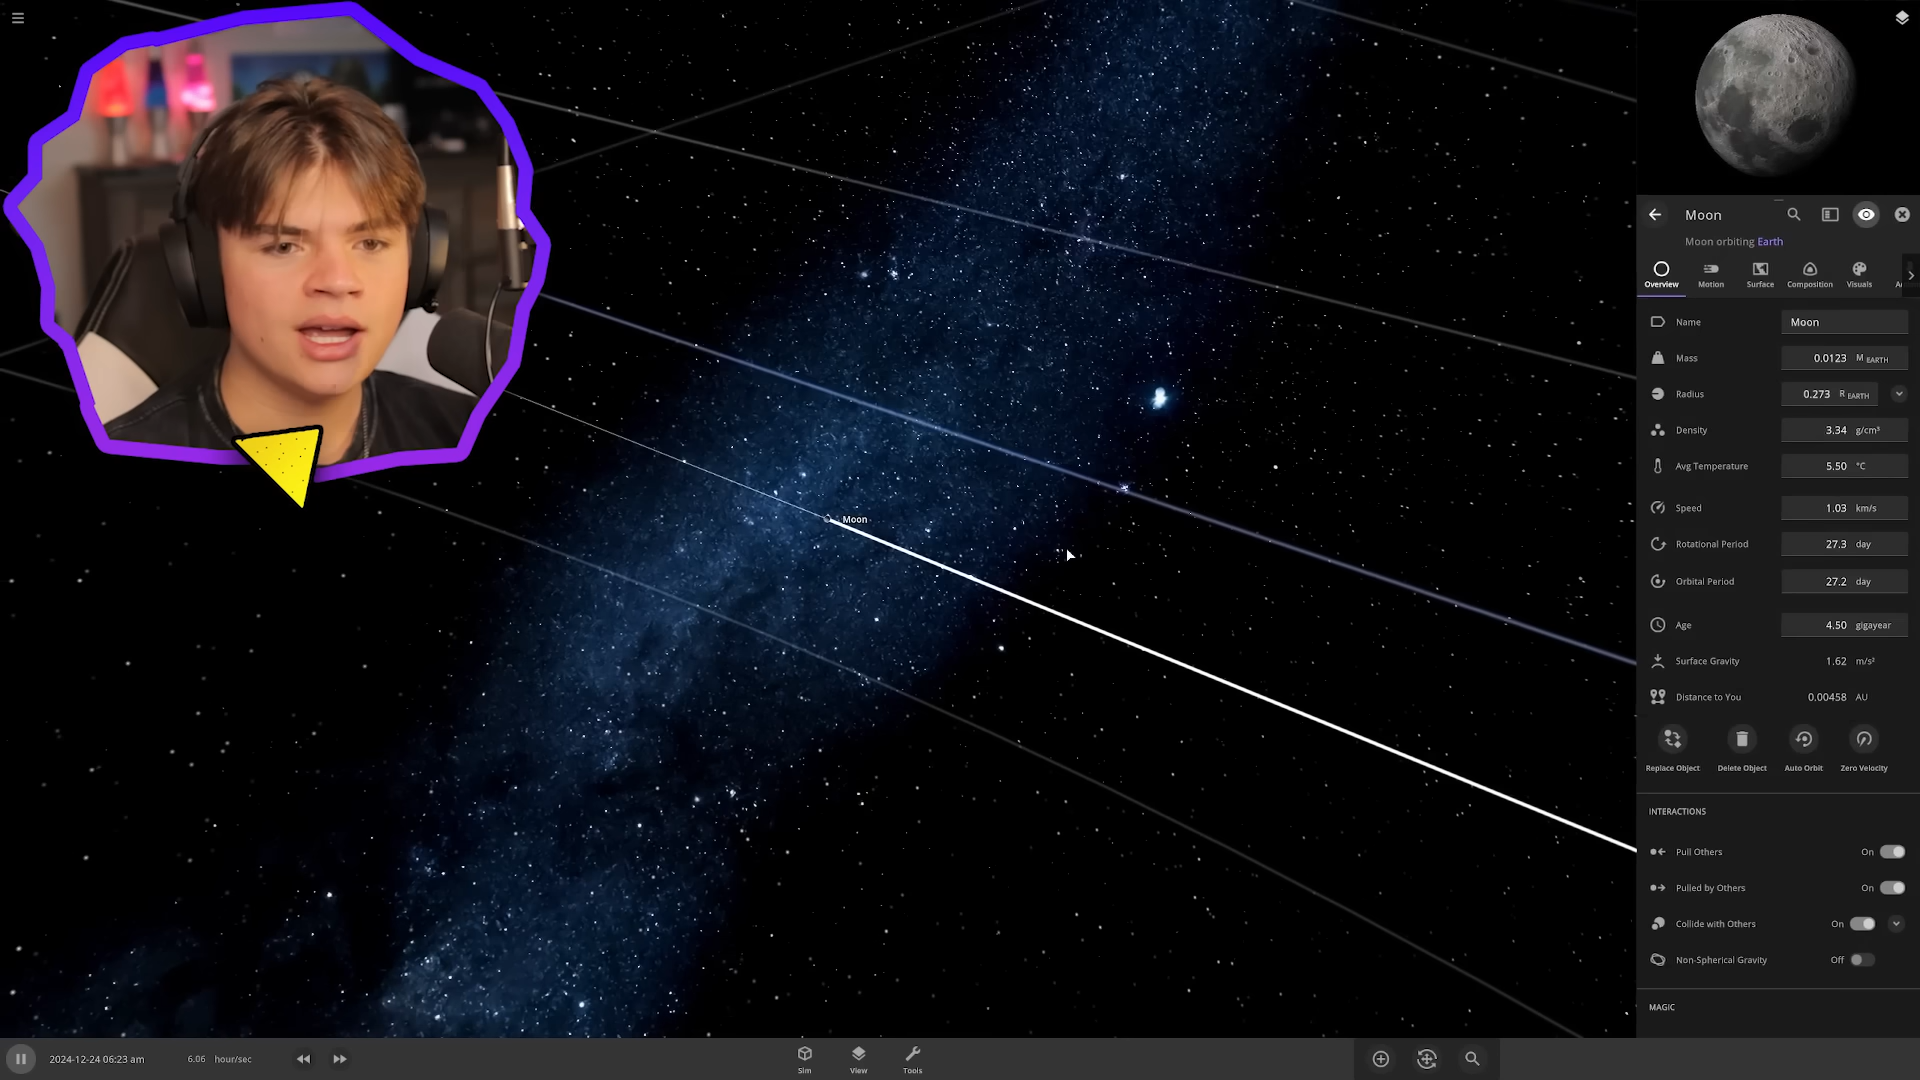 Moon
Moon
Moon orbiting Earth
Overview
Motion
Surface
Composition
Visuals
Name
Moon
Mass
0.0123 M EARTH
Radius
0.273 R EARTH
Density
3.34 g/cm³
Avg Temperature
5.50 °C
Speed
1.03 km/s
Rotational Period
27.3 day
Orbital Period
27.2 day
Age
4.50 gigayear
Surface Gravity
1.62 m/s²
Distance to You
0.00458 AU
Replace Object
Delete Object
Auto Orbit
Zero Velocity
INTERACTIONS
Pull Others
On
Pulled by Others
On
Collide with Others
On
Non-Spherical Gravity
Off
MAGIC
2024-12-24 06:23 am
6.06 hour/sec
Sim
View
Tools